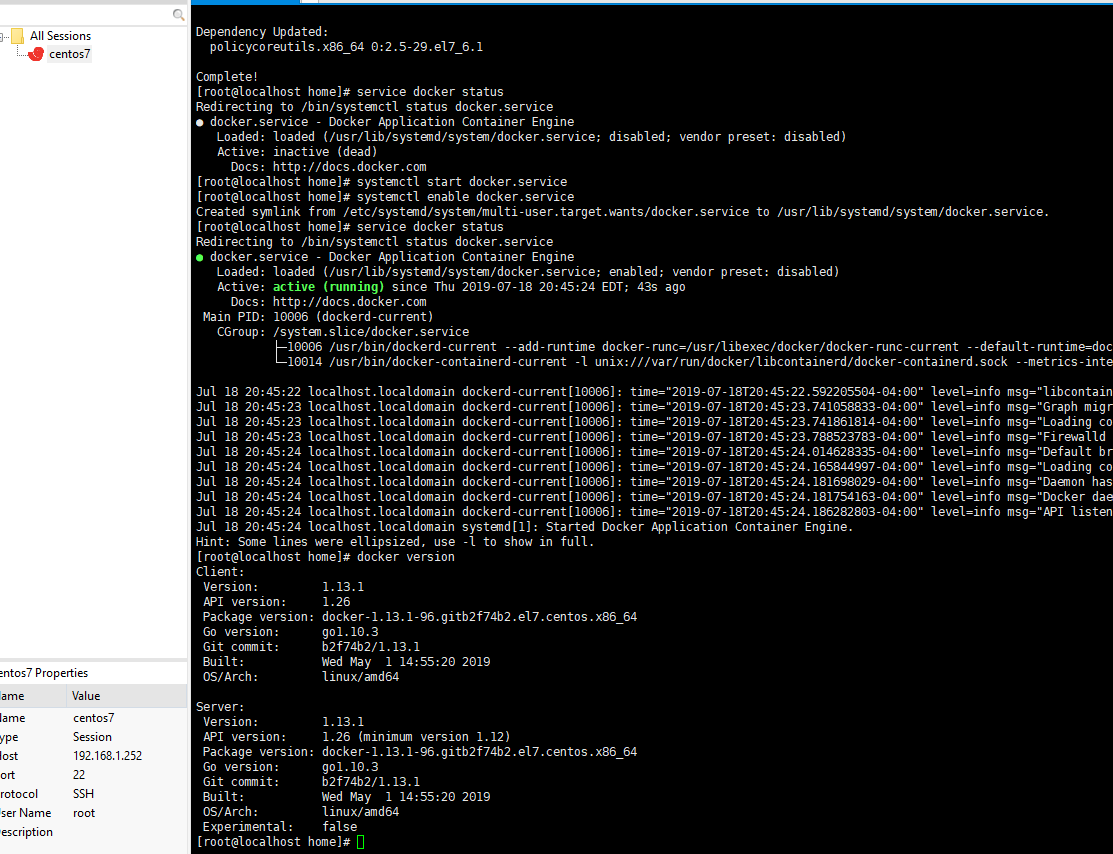 All Sessions
centos7
Dependency Updated:
  policycoreutils.x86_64 0:2.5-29.el7_6.1
Complete!
[root@localhost home]# service docker status
Redirecting to /bin/systemctl status docker.service
● docker.service - Docker Application Container Engine
   Loaded: loaded (/usr/lib/systemd/system/docker.service; disabled; vendor preset: disabled)
   Active: inactive (dead)
     Docs: http://docs.docker.com
[root@localhost home]# systemctl start docker.service
[root@localhost home]# systemctl enable docker.service
Created symlink from /etc/systemd/system/multi-user.target.wants/docker.service to /usr/lib/systemd/system/docker.service.
[root@localhost home]# service docker status
Redirecting to /bin/systemctl status docker.service
● docker.service - Docker Application Container Engine
   Loaded: loaded (/usr/lib/systemd/system/docker.service; enabled; vendor preset: disabled)
   Active: active (running) since Thu 2019-07-18 20:45:24 EDT; 43s ago
     Docs: http://docs.docker.com
 Main PID: 10006 (dockerd-current)
   CGroup: /system.slice/docker.service
           ├─10006 /usr/bin/dockerd-current --add-runtime docker-runc=/usr/libexec/docker/docker-runc-current --default-runtime=doc
           └─10014 /usr/bin/docker-containerd-current -l unix:///var/run/docker/libcontainerd/docker-containerd.sock --metrics-inte
Jul 18 20:45:22 localhost.localdomain dockerd-current[10006]: time="2019-07-18T20:45:22.592205504-04:00" level=info msg="libcontain
Jul 18 20:45:23 localhost.localdomain dockerd-current[10006]: time="2019-07-18T20:45:23.741058833-04:00" level=info msg="Graph migr
Jul 18 20:45:23 localhost.localdomain dockerd-current[10006]: time="2019-07-18T20:45:23.741861814-04:00" level=info msg="Loading co
Jul 18 20:45:23 localhost.localdomain dockerd-current[10006]: time="2019-07-18T20:45:23.788523783-04:00" level=info msg="Firewalld
Jul 18 20:45:24 localhost.localdomain dockerd-current[10006]: time="2019-07-18T20:45:24.014628335-04:00" level=info msg="Default br
Jul 18 20:45:24 localhost.localdomain dockerd-current[10006]: time="2019-07-18T20:45:24.165844997-04:00" level=info msg="Loading co
Jul 18 20:45:24 localhost.localdomain dockerd-current[10006]: time="2019-07-18T20:45:24.181698029-04:00" level=info msg="Daemon has
Jul 18 20:45:24 localhost.localdomain dockerd-current[10006]: time="2019-07-18T20:45:24.181754163-04:00" level=info msg="Docker dae
Jul 18 20:45:24 localhost.localdomain dockerd-current[10006]: time="2019-07-18T20:45:24.186282803-04:00" level=info msg="API listen
Jul 18 20:45:24 localhost.localdomain systemd[1]: Started Docker Application Container Engine.
Hint: Some lines were ellipsized, use -l to show in full.
[root@localhost home]# docker version
Client:
 Version:         1.13.1
 API version:     1.26
 Package version: docker-1.13.1-96.gitb2f74b2.el7.centos.x86_64
 Go version:      go1.10.3
 Git commit:      b2f74b2/1.13.1
 Built:           Wed May  1 14:55:20 2019
 OS/Arch:         linux/amd64
Server:
 Version:         1.13.1
 API version:     1.26 (minimum version 1.12)
 Package version: docker-1.13.1-96.gitb2f74b2.el7.centos.x86_64
 Go version:      go1.10.3
 Git commit:      b2f74b2/1.13.1
 Built:           Wed May  1 14:55:20 2019
 OS/Arch:         linux/amd64
 Experimental:    false
[root@localhost home]#
entos7 Properties
ame Value
ame centos7
ype Session
ost 192.168.1.252
ort 22
rotocol SSH
ser Name root
escription